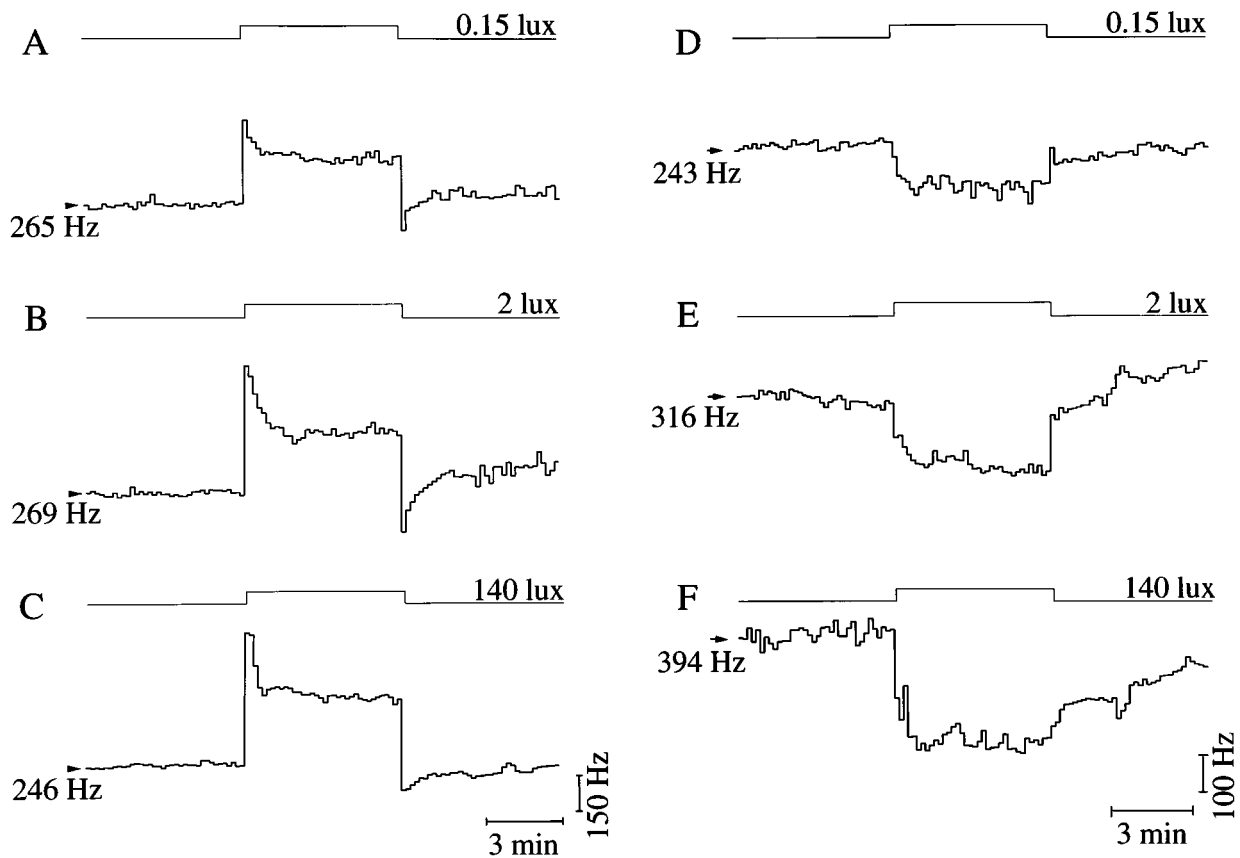 A
0.15 lux
265 Hz
B
2 lux
269 Hz
C
140 lux
246 Hz
150 Hz
3 min
D
0.15 lux
243 Hz
E
2 lux
316 Hz
F
140 lux
394 Hz
100 Hz
3 min